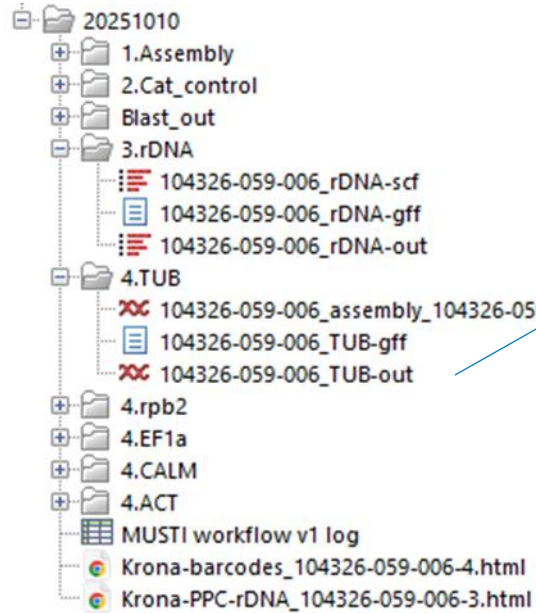 20251010
1.Assembly
2.Cat_control
Blast_out
3.rDNA
104326-059-006_rDNA-scf
104326-059-006_rDNA-gff
104326-059-006_rDNA-out
4.TUB
104326-059-006_assembly_104326-05
104326-059-006_TUB-gff
104326-059-006_TUB-out
4.rpb2
4.EF1a
4.CALM
4.ACT
MUSTI workflow v1 log
Krona-barcodes_104326-059-006-4.html
Krona-PPC-rDNA_104326-059-006-3.html